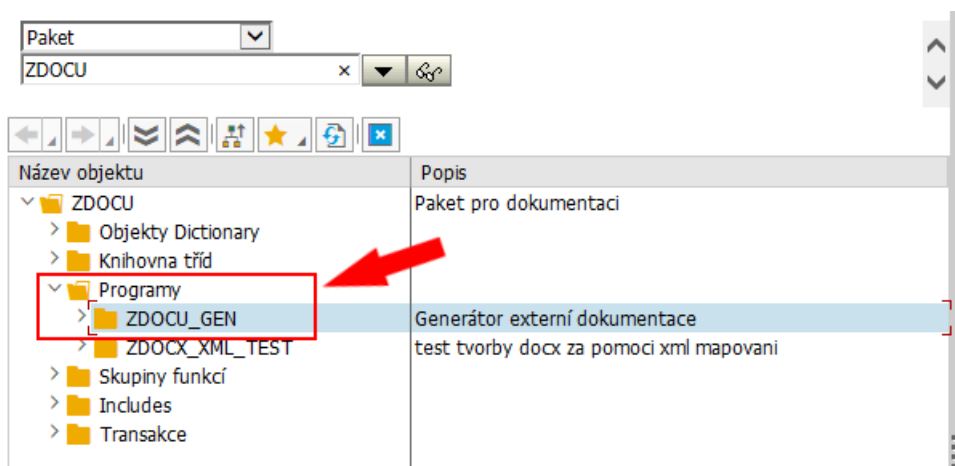 Paket
ZDOCU
Název objektu Popis
ZDOCU Paket pro dokumentaci
Objekty Dictionary
Knihovna tříd
Programy
ZDOCU_GEN Generátor externí dokumentace
ZDOCX_XML_TEST test tvorby docx za pomoci xml mapovani
Skupiny funkcí
Includes
Transakce